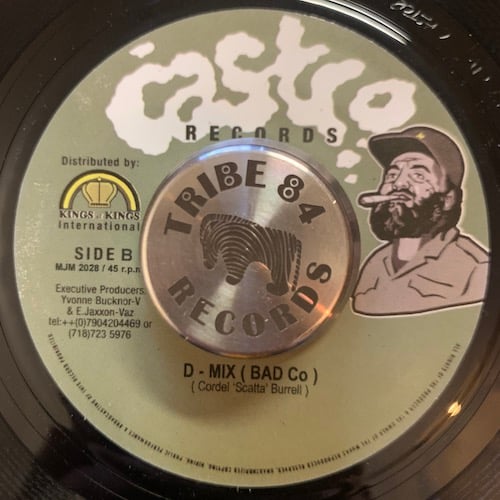 castro
RECORDS
Distributed by:
KINGS of KINGS
International
SIDE B
MJM 2028 / 45 r.p.m
Executive Producers
Yvonne Bucknor-V
& E.Jaxxon-Vaz
tel:++(0)7904204469 or
(718)723 5976
TRIBE 84
RECORDS
D - MIX ( BAD Co )
( Cordel 'Scatta' Burrell )